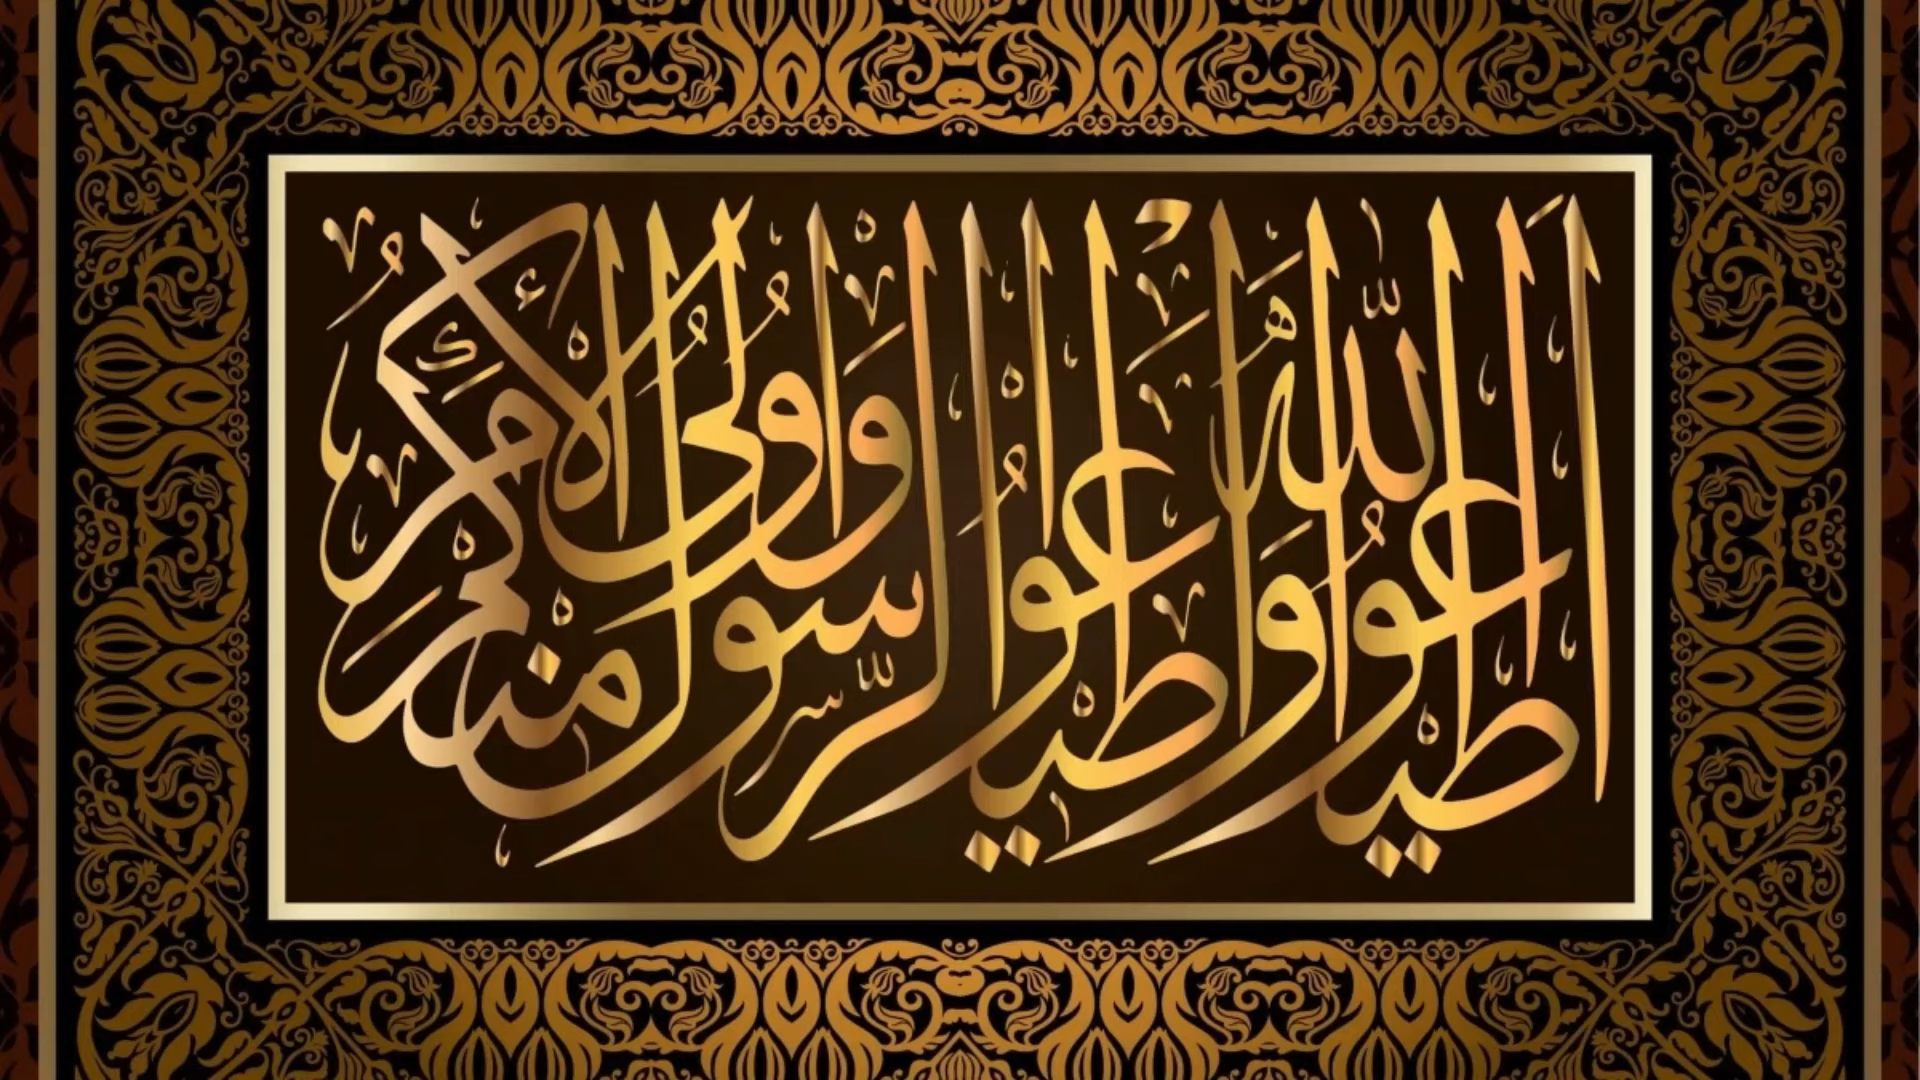 أَطِيعُوا اللَّهَ وَأَطِيعُوا الرَّسُولَ وَأُولِي الْأَمْرِ مِنْكُمْ